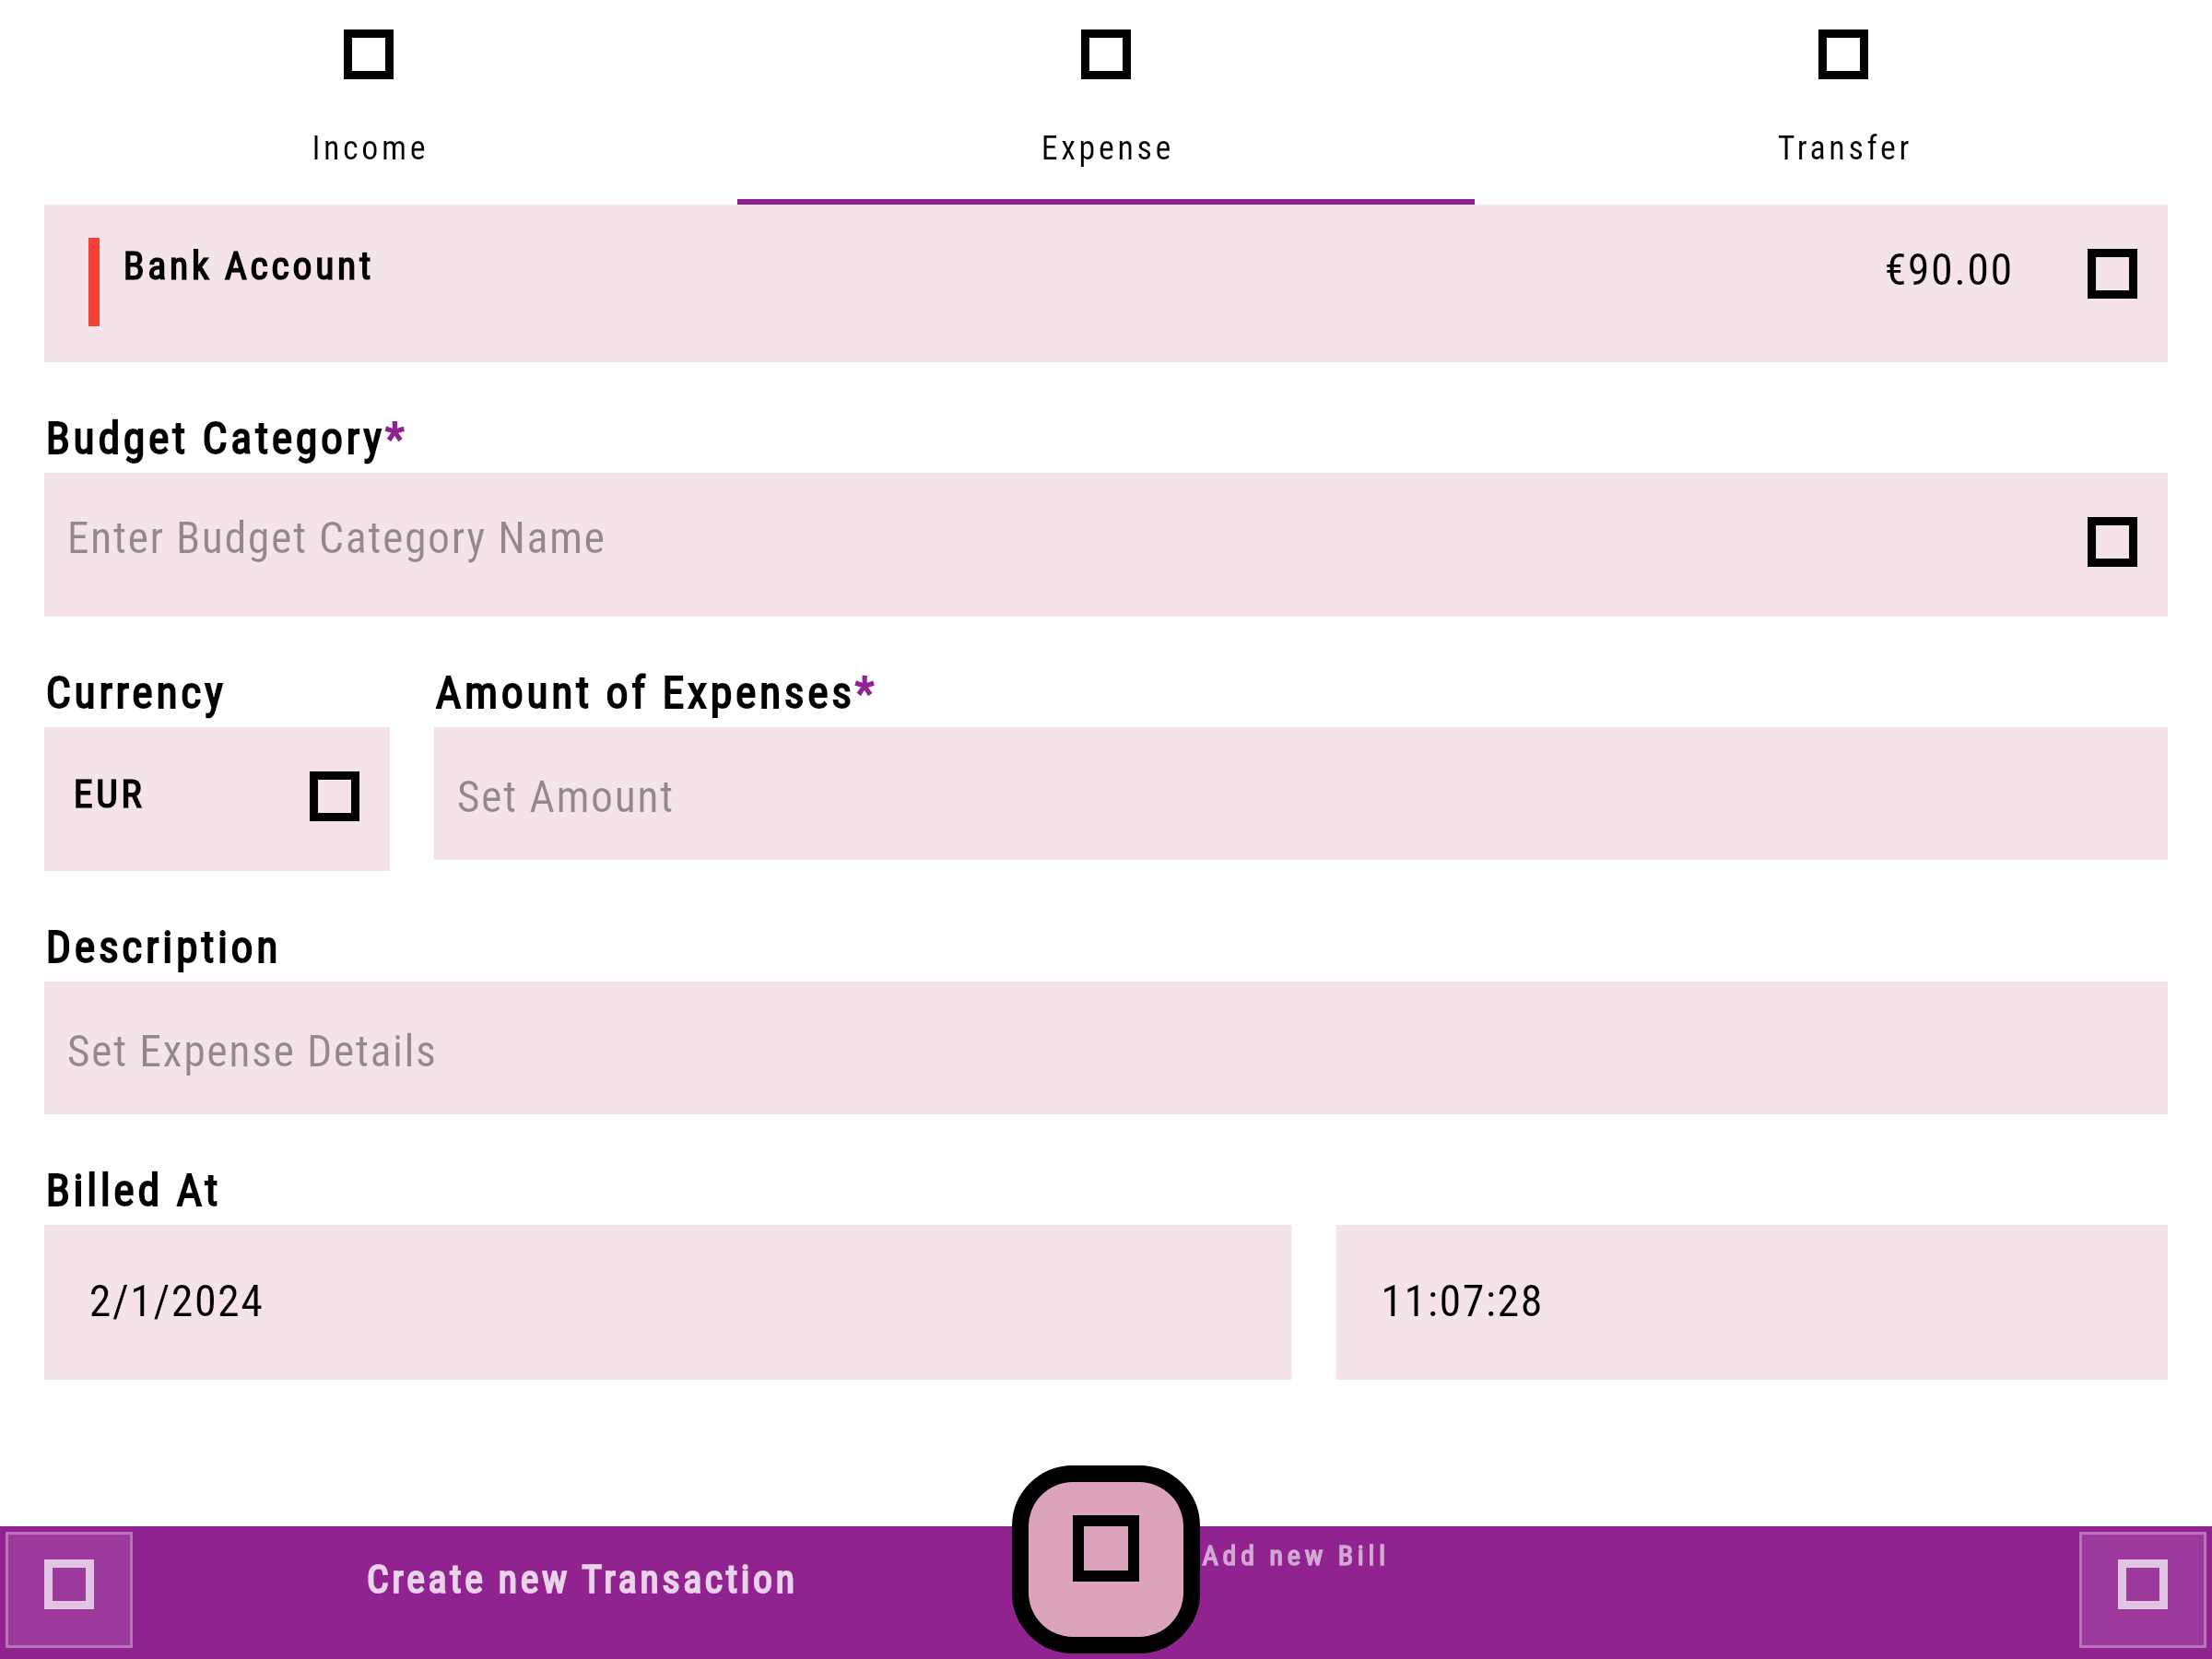 Income
Expense
Transfer
Bank Account
€90.00
Budget Category*
Enter Budget Category Name
Currency
Amount of Expenses*
EUR
Set Amount
Description
Set Expense Details
Billed At
2/1/2024
11:07:28
Create new Transaction
Add new Bill